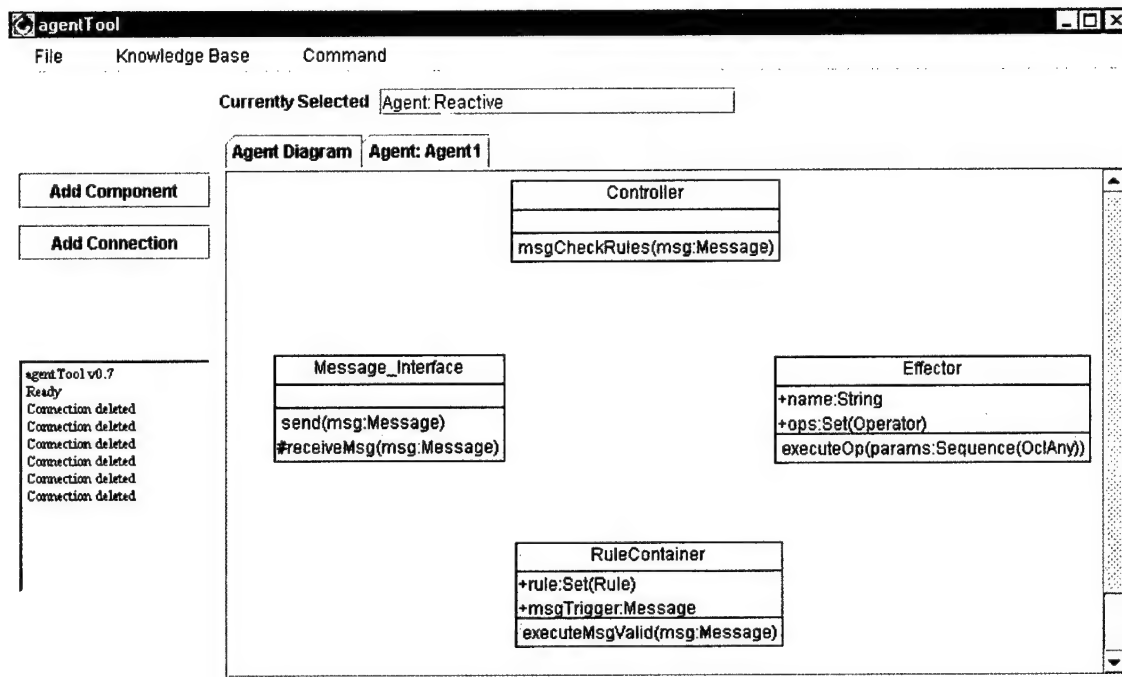 agentTool
File Knowledge Base Command
Currently Selected Agent: Reactive
Agent Diagram Agent: Agent1
Add Component
Add Connection
agentTool v0.7
Ready
Connection deleted
Connection deleted
Connection deleted
Connection deleted
Connection deleted
Connection deleted
Controller
msgCheckRules(msg:Message)
Message_Interface
send(msg:Message)
#receiveMsg(msg:Message)
Effector
+name:String
+ops:Set(Operator)
executeOp(params:Sequence(OclAny))
RuleContainer
+rule:Set(Rule)
+msgTrigger:Message
executeMsgValid(msg:Message)